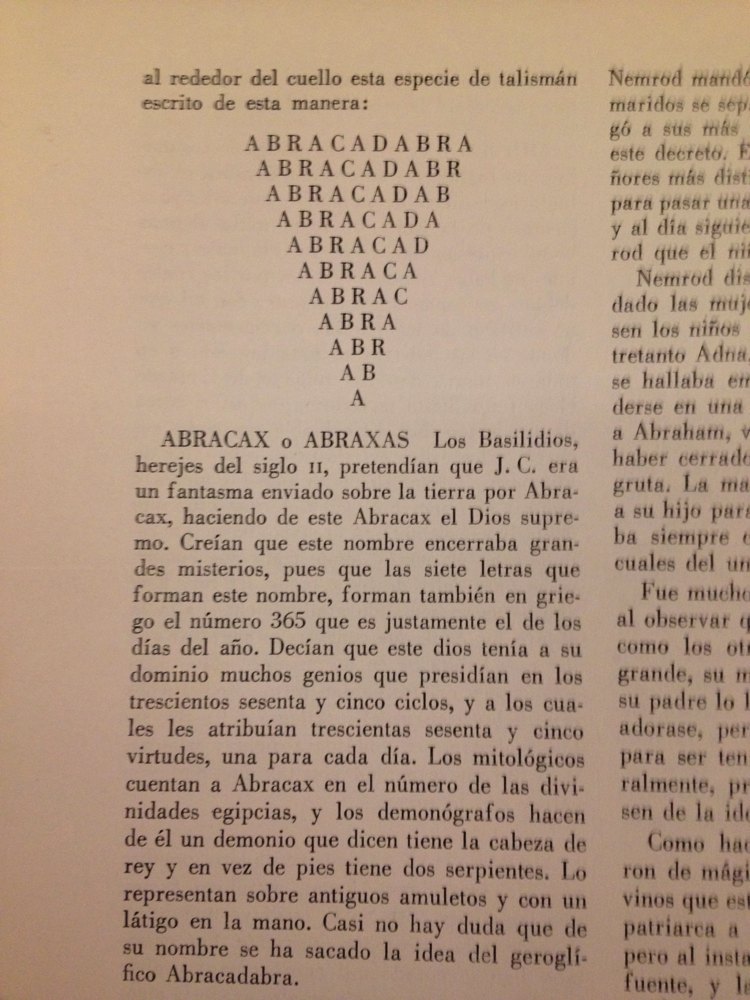 al rededor del cuello esta especie de talismán
escrito de esta manera:
ABRACADABRA
ABRACADABR
ABRACADAB
ABRACADA
ABRACAD
ABRACA
ABRAC
ABRA
ABR
AB
A
ABRACAX o ABRAXAS Los Basilidios,
herejes del siglo II, pretendían que J. C. era
un fantasma enviado sobre la tierra por Abra-
cax, haciendo de este Abracax el Dios supre-
mo. Creían que este nombre encerraba gran-
des misterios, pues que las siete letras que
forman este nombre, forman también en grie-
go el número 365 que es justamente el de los
días del año. Decían que este dios tenía a su
dominio muchos genios que presidían en los
trescientos sesenta y cinco ciclos, y a los cua-
les les atribuían trescientas sesenta y cinco
virtudes, una para cada día. Los mitológicos
cuentan a Abracax en el número de las divi-
nidades egipcias, y los demonógrafos hacen
de él un demonio que dicen tiene la cabeza de
rey y en vez de pies tiene dos serpientes. Lo
representan sobre antiguos amuletos y con un
látigo en la mano. Casi no hay duda que de
su nombre se ha sacado la idea del geroglí-
fico Abracadabra.
Nemrod mandó
maridos se
gó a sus más
este decreto.
ñores más
para pasar una
y al día
rod que el
Nemrod
dado las
sen los niños
tretanto Adna
se hallaba
derse en una
a Abraham,
haber
gruta. La
a su hijo
ba siempre
cuales del
Fue
al observar
como los
grande, su
su padre lo
adorase,
para ser
ralmente,
sen de la
Como
ron de
vinos que
patriarca a
pero al
fuente, y